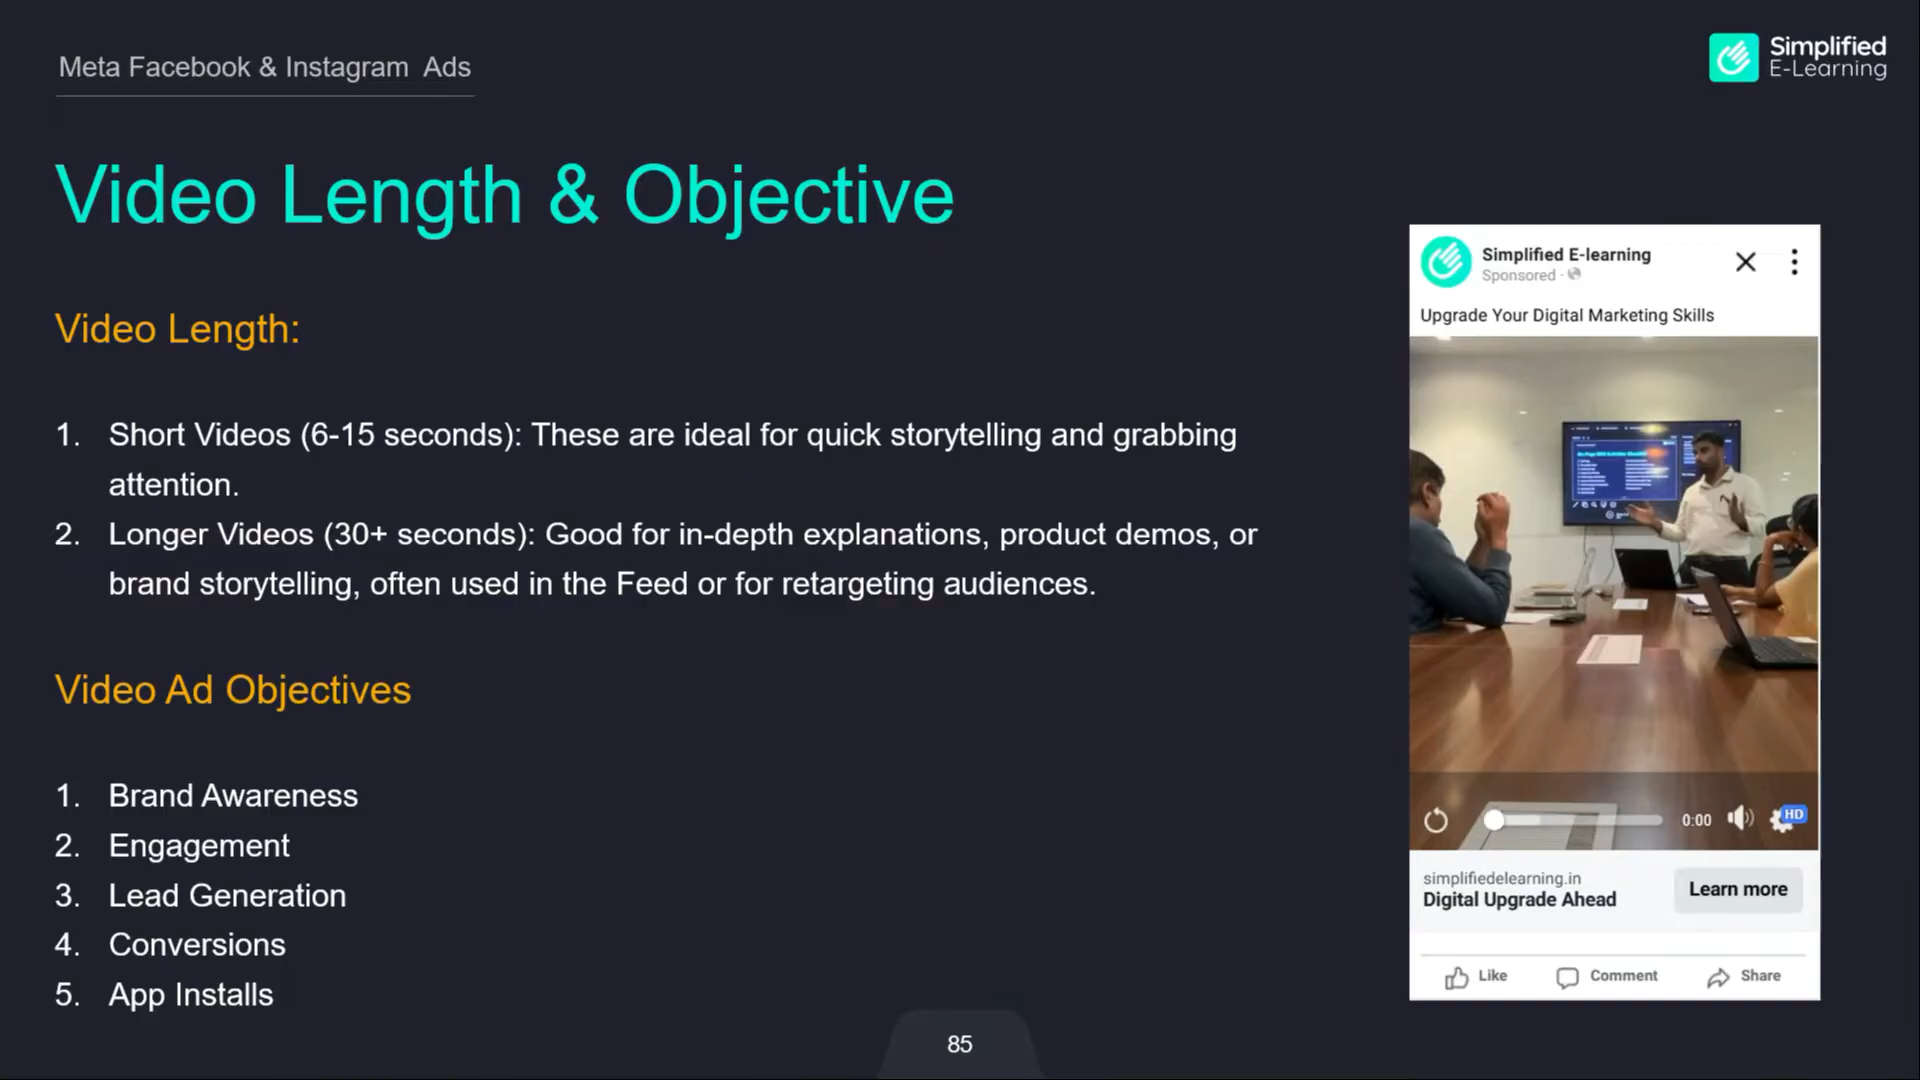 Meta Facebook & Instagram Ads
Simplified
E-Learning
Video Length & Objective
Video Length:
1. Short Videos (6-15 seconds): These are ideal for quick storytelling and grabbing
attention.
2. Longer Videos (30+ seconds): Good for in-depth explanations, product demos, or
brand storytelling, often used in the Feed or for retargeting audiences.
Video Ad Objectives
1. Brand Awareness
2. Engagement
3. Lead Generation
4. Conversions
5. App Installs
Simplified E-learning
Sponsored ·
Upgrade Your Digital Marketing Skills
0:00
HD
simplifiedelearning.in
Digital Upgrade Ahead
Learn more
Like Comment Share
85